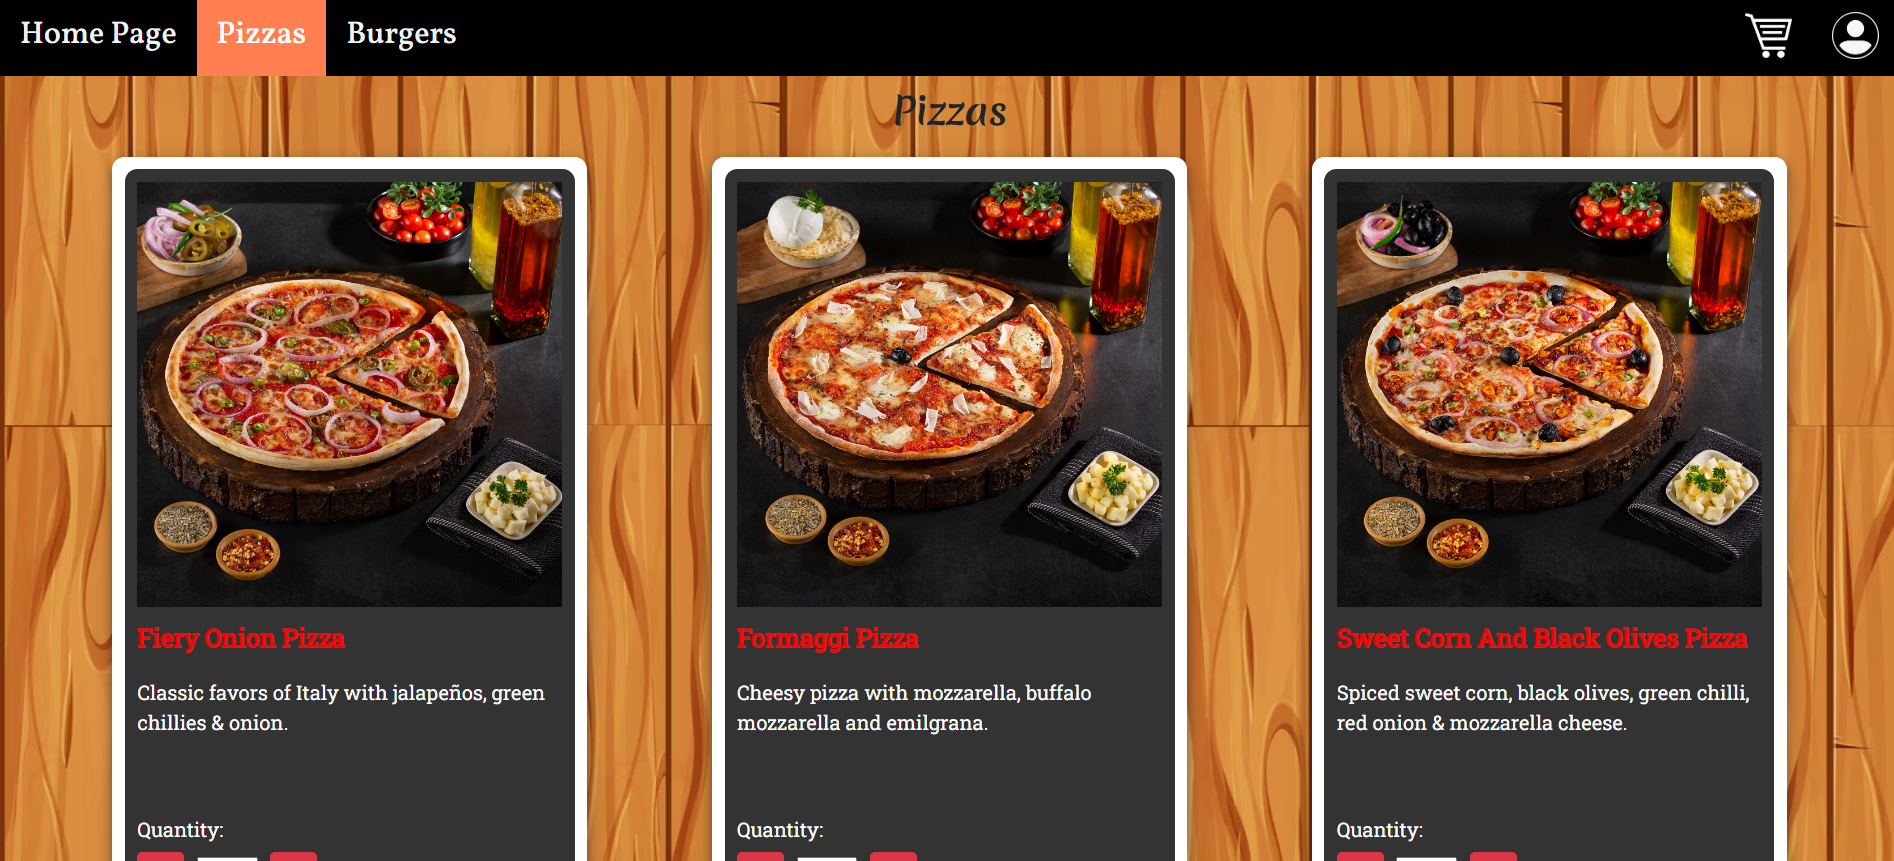 Home Page Pizzas Burgers
Pizzas
Fiery Onion Pizza
Classic favors of Italy with jalapeños, green
chillies & onion.
Quantity:
Formaggi Pizza
Cheesy pizza with mozzarella, buffalo
mozzarella and emilgrana.
Quantity:
Sweet Corn And Black Olives Pizza
Spiced sweet corn, black olives, green chilli,
red onion & mozzarella cheese.
Quantity: